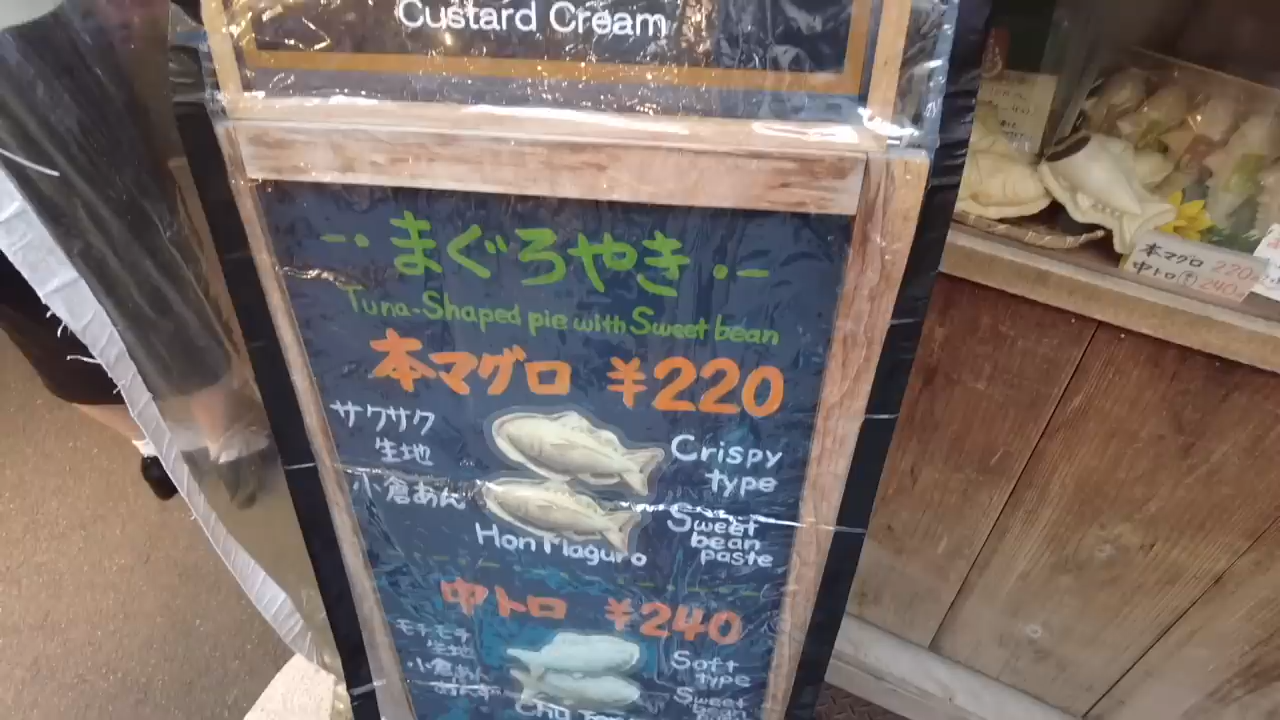 Custard Cream
まぐろやき
Tuna-Shaped pie with Sweet bean
本マグロ ¥220
サクサク
生地
小倉あん
Crispy
type
Sweet
bean
paste
Hon Maguro
中トロ ¥240
モチモチ
生地
小倉あん
Soft
type
Sweet
bean
本マグロ 220
中トロ 240